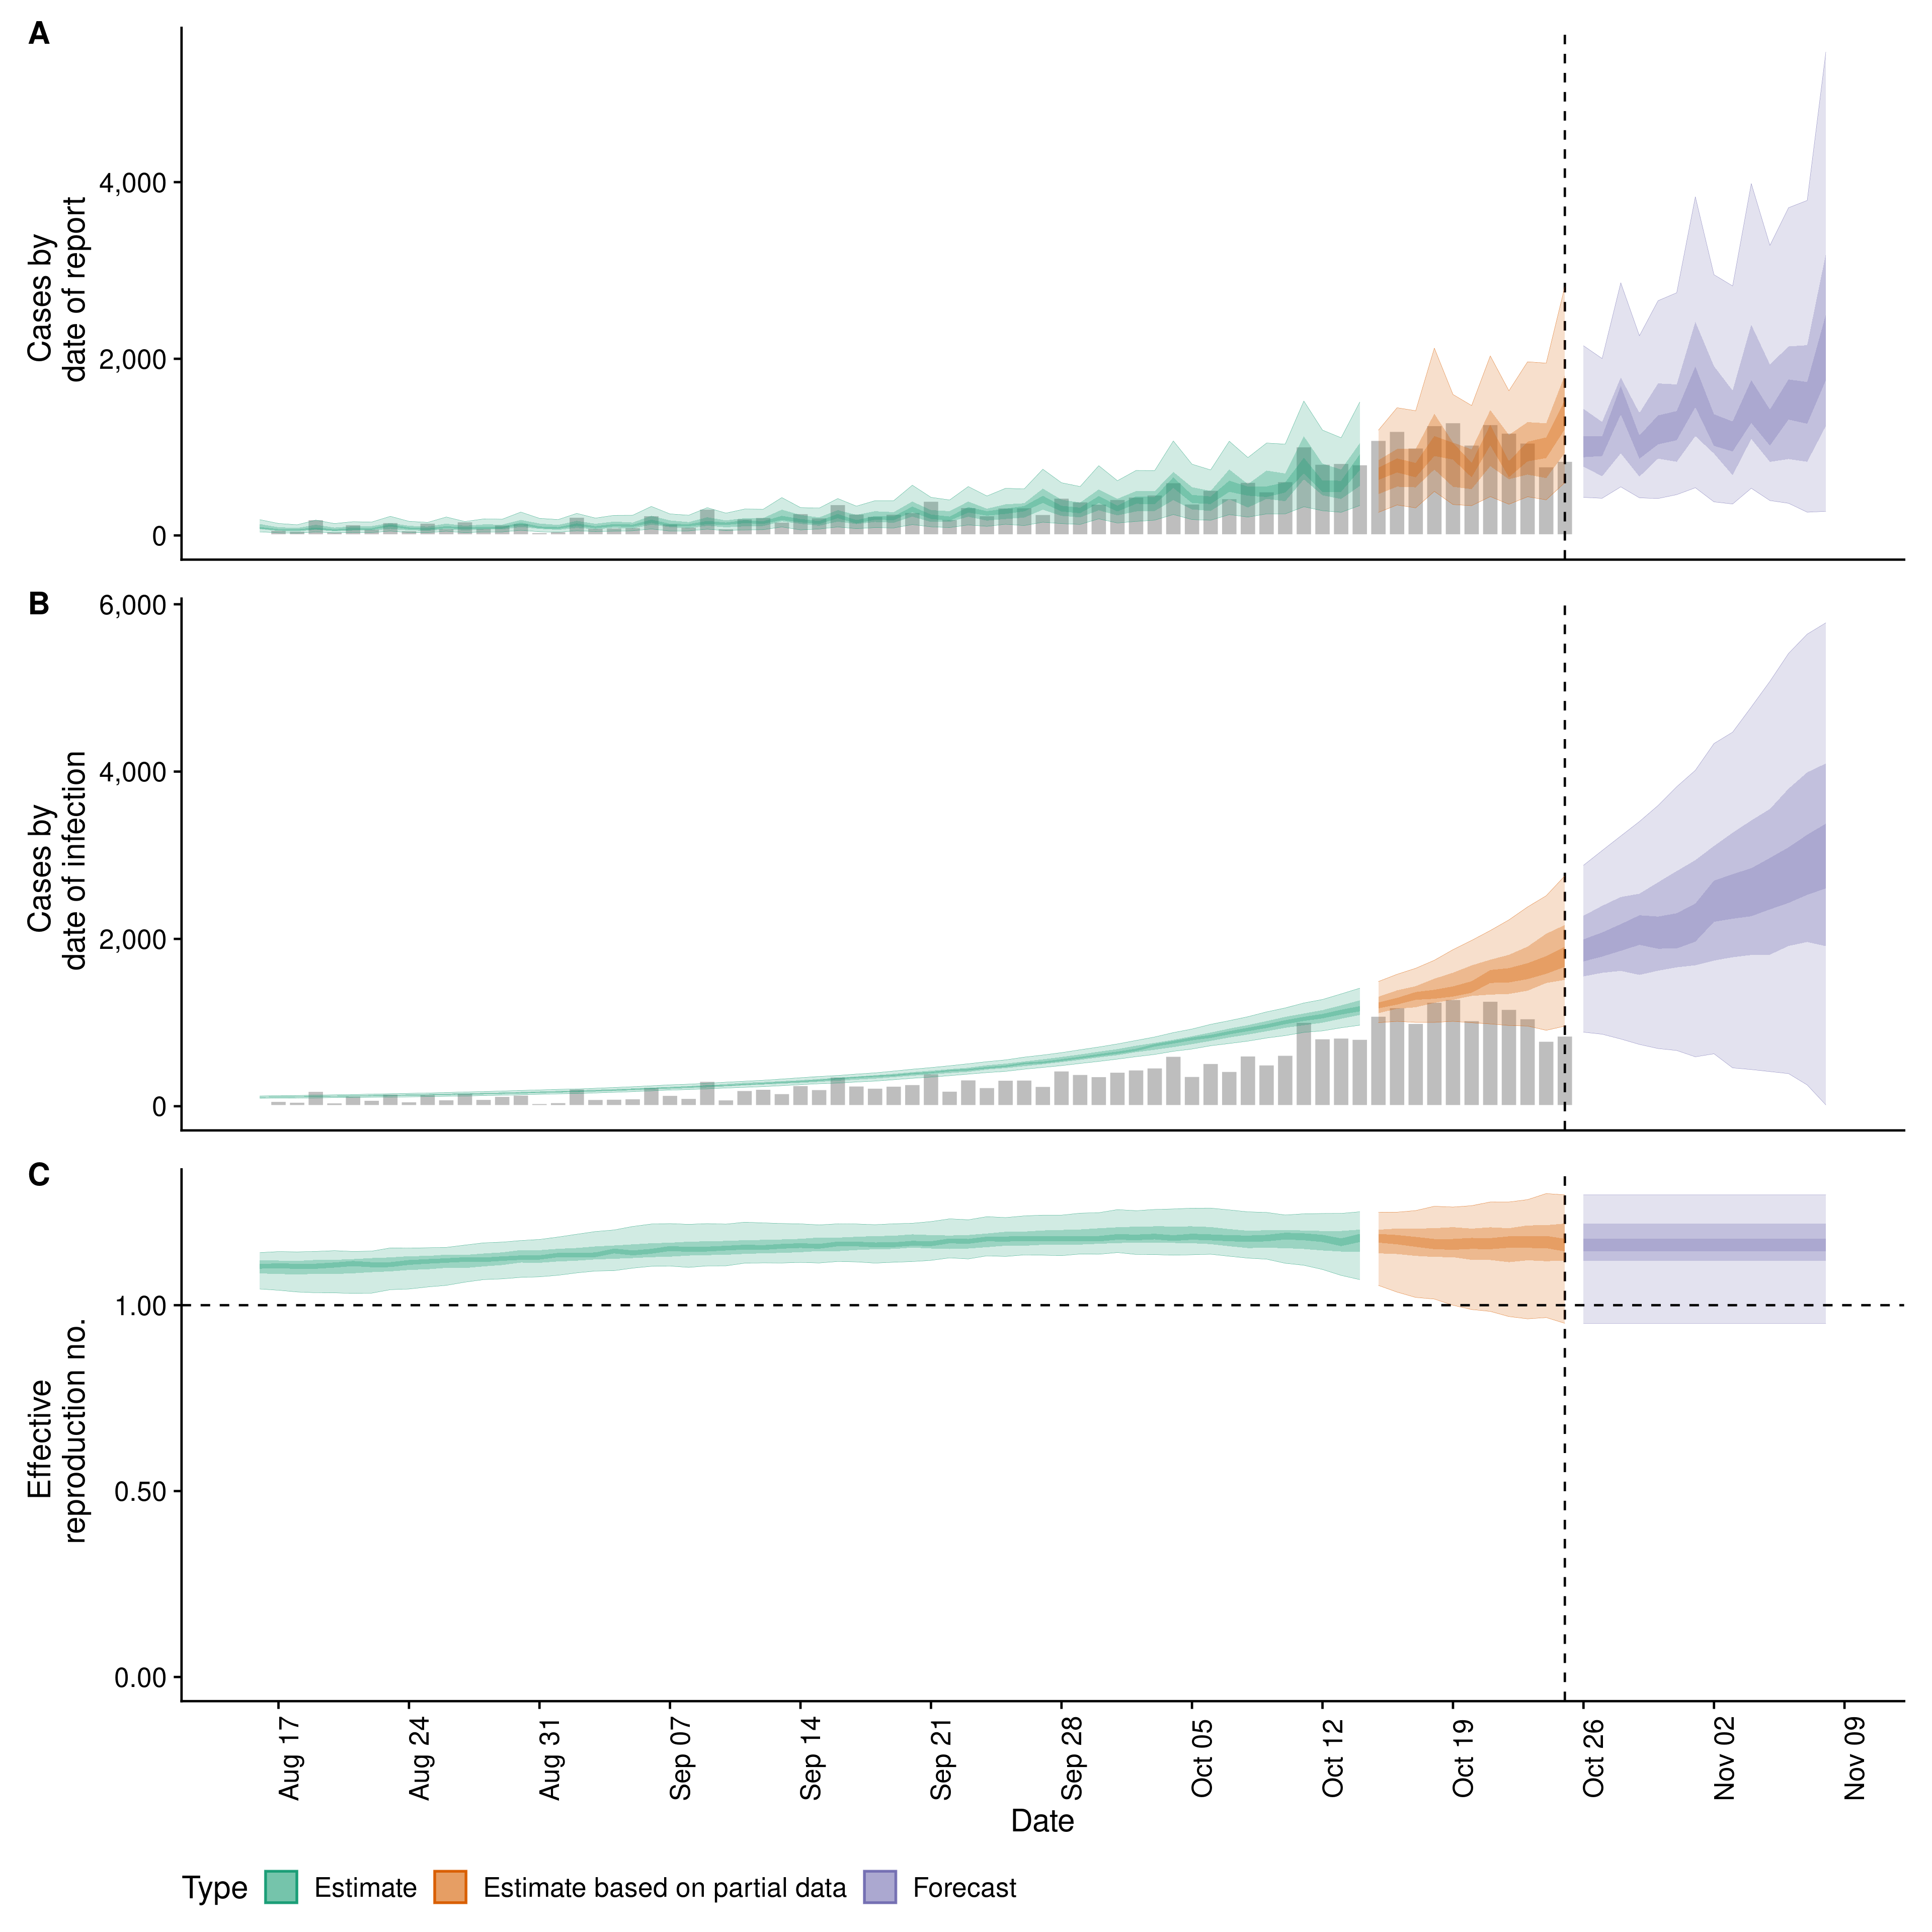 A
Cases by
date of report
4,000
2,000
0
B
Cases by
date of infection
6,000
4,000
2,000
0
C
Effective
reproduction no.
1.00
0.50
0.00
Aug 17
Aug 24
Aug 31
Sep 07
Sep 14
Sep 21
Sep 28
Oct 05
Oct 12
Oct 19
Oct 26
Nov 02
Nov 09
Date
Type Estimate Estimate based on partial data Forecast